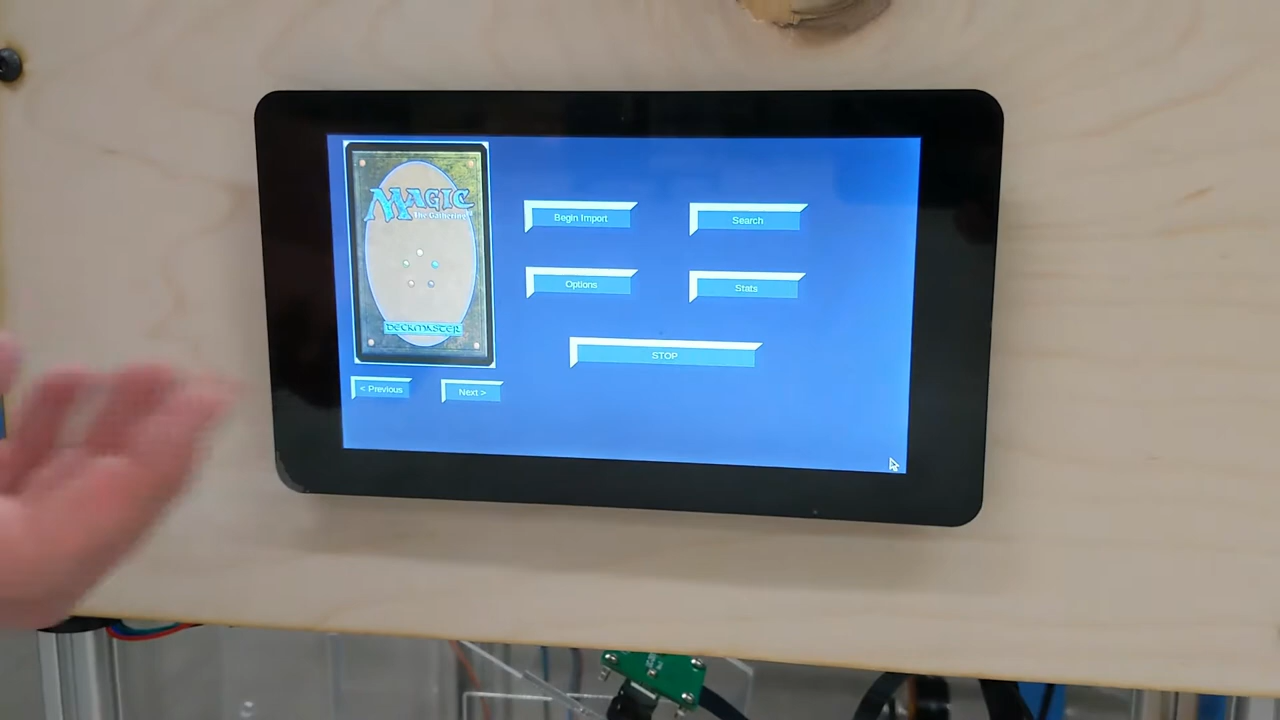 MAGIC
The Gathering
DECKMASTER
Begin Import
Search
Options
Stats
STOP
< Previous
Next >